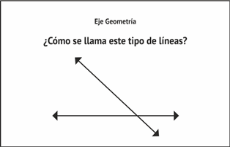 Eje Geometría
¿Cómo se llama este tipo de líneas?